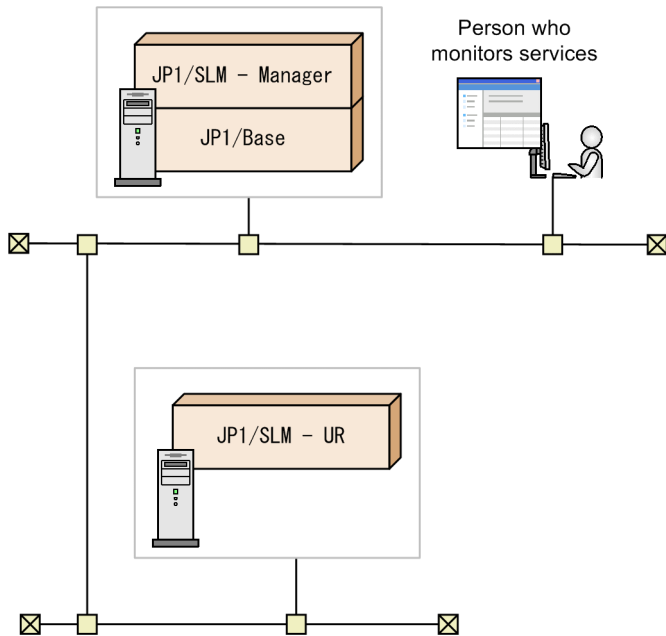 Person who
monitors services
JP1/SLM - Manager
JP1/Base
JP1/SLM - UR